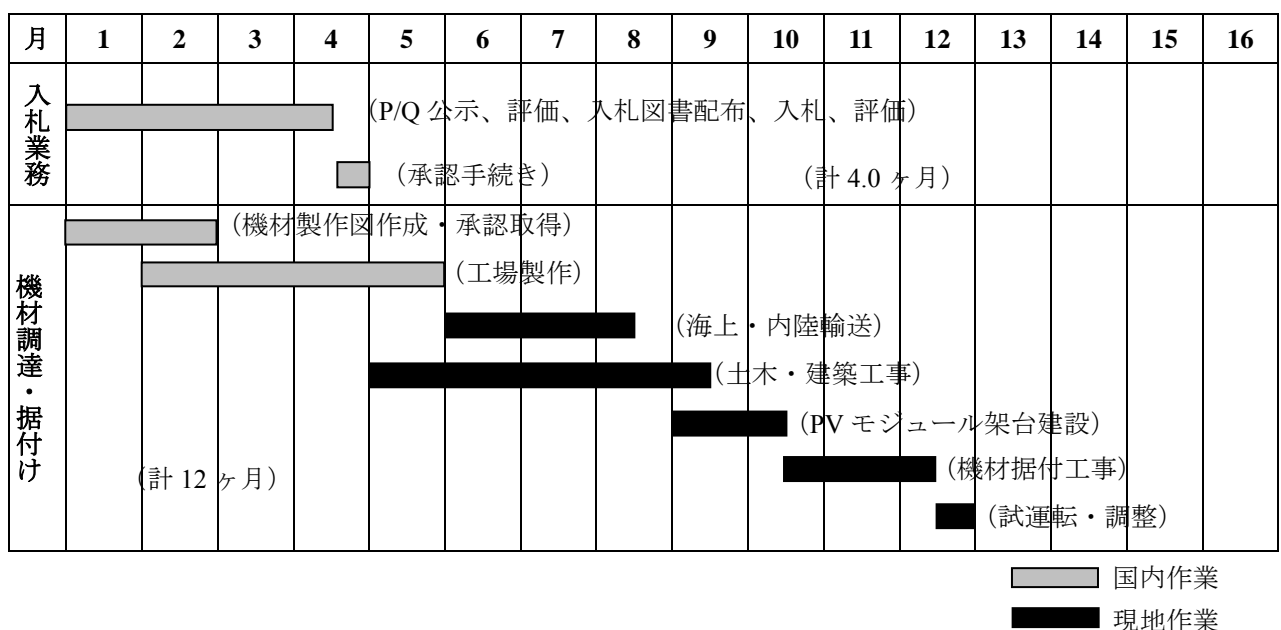 月 1 2 3 4 5 6 7 8 9 10 11 12 13 14 15 16
入札業務
（P/Q 公示、評価、入札図書配布、入札、評価）
（承認手続き） （計 4.0 ヶ月）
機材調達・据付け
（機材製作図作成・承認取得）
（工場製作）
（海上・内陸輸送）
（土木・建築工事）
（PV モジュール架台建設）
（計 12 ヶ月） （機材据付工事）
（試運転・調整）
国内作業
現地作業